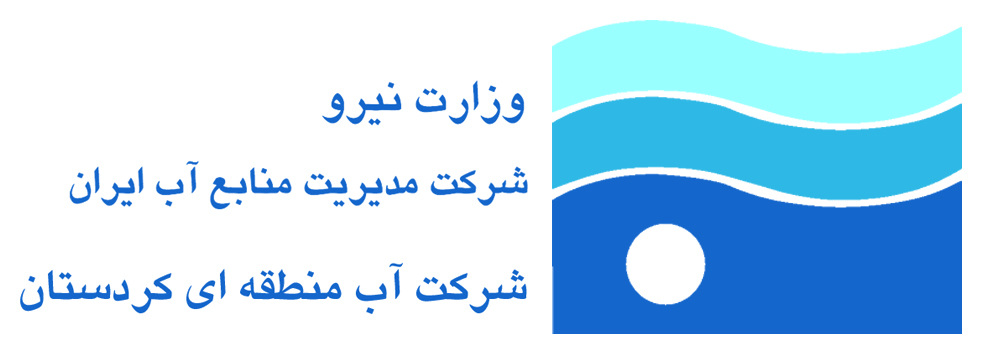 وزارت نیرو
شرکت مدیریت منابع آب ایران
شرکت آب منطقه ای کردستان